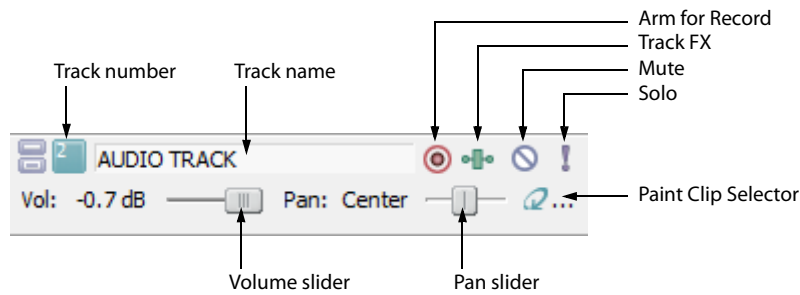 Arm for Record
Track FX
Mute
Solo
Track number
Track name
2
AUDIO TRACK
Vol: -0.7 dB
Pan: Center
...
Paint Clip Selector
Volume slider
Pan slider